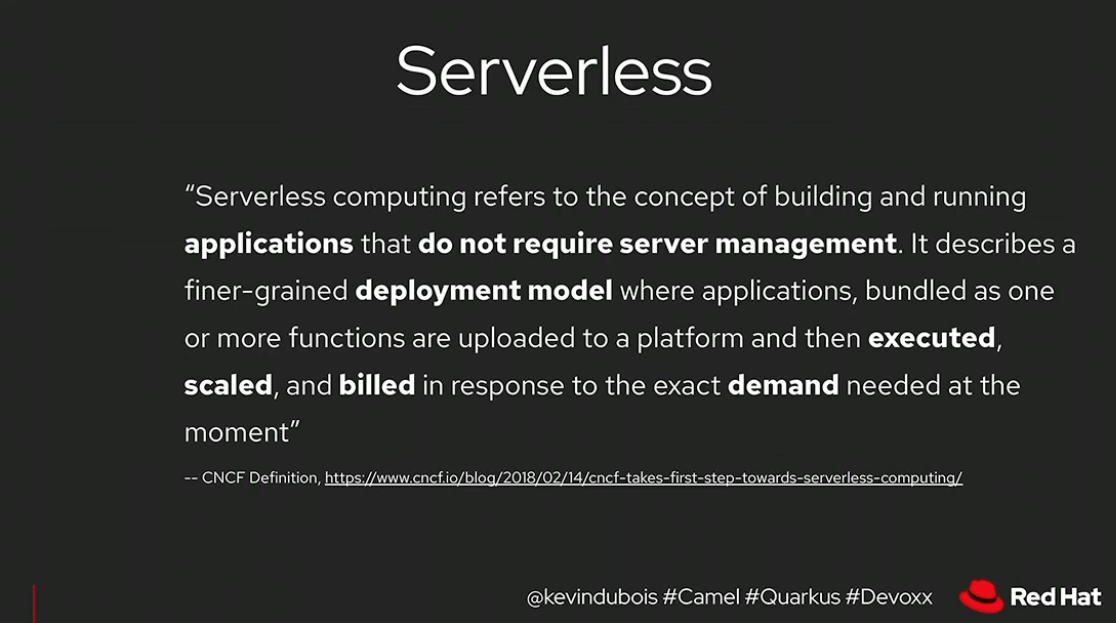 Serverless
“Serverless computing refers to the concept of building and running
applications that do not require server management. It describes a
finer-grained deployment model where applications, bundled as one
or more functions are uploaded to a platform and then executed,
scaled, and billed in response to the exact demand needed at the
moment”
-- CNCF Definition, https://www.cncf.io/blog/2018/02/14/cncf-takes-first-step-towards-serverless-computing/
@kevindubois #Camel #Quarkus #Devoxx
Red Hat